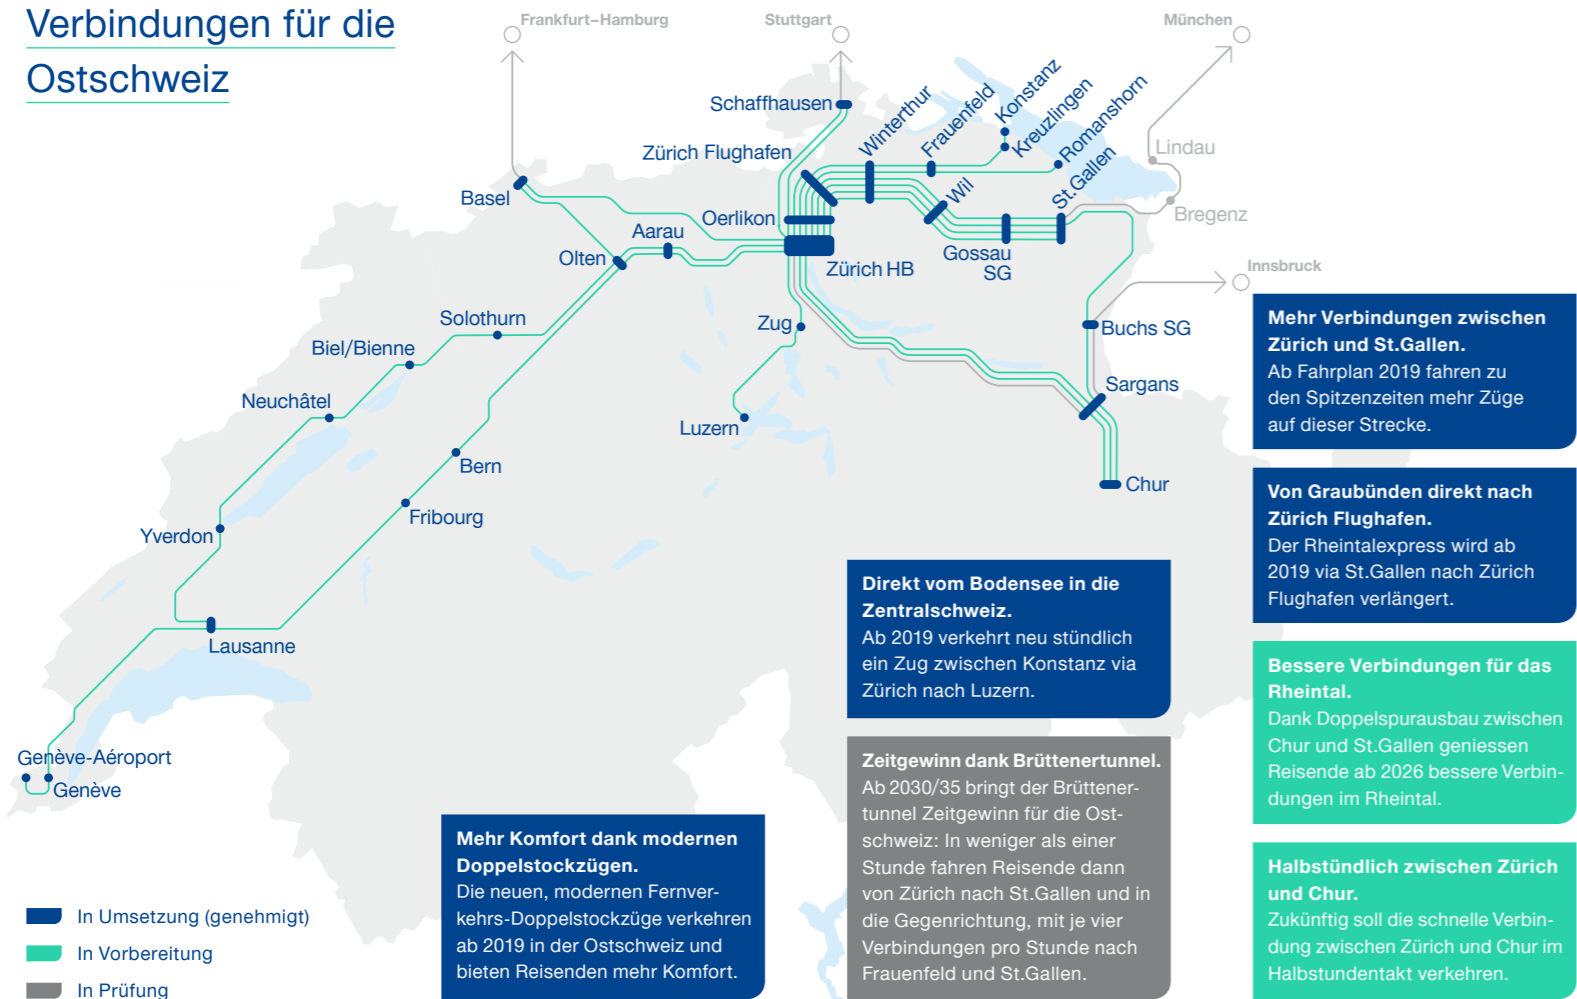 Verbindungen für die
Ostschweiz
Frankfurt–Hamburg
Stuttgart
München
Schaffhausen
Zürich Flughafen
Winterthur
Frauenfeld
Konstanz
Kreuzlingen
Romanshorn
St.Gallen
Lindau
Bregenz
Wil
Basel
Oerlikon
Aarau
Olten
Zürich HB
Gossau
SG
Innsbruck
Solothurn
Zug
Buchs SG
Biel/Bienne
Sargans
Neuchâtel
Luzern
Bern
Chur
Fribourg
Yverdon
Lausanne
Genève-Aéroport
Genève
Mehr Verbindungen zwischen
Zürich und St.Gallen.
Ab Fahrplan 2019 fahren zu
den Spitzenzeiten mehr Züge
auf dieser Strecke.
Von Graubünden direkt nach
Zürich Flughafen.
Der Rheintalexpress wird ab
2019 via St.Gallen nach Zürich
Flughafen verlängert.
Direkt vom Bodensee in die
Zentralschweiz.
Ab 2019 verkehrt neu stündlich
ein Zug zwischen Konstanz via
Zürich nach Luzern.
Bessere Verbindungen für das
Rheintal.
Dank Doppelspurausbau zwischen
Chur und St.Gallen geniessen
Reisende ab 2026 bessere Verbin-
dungen im Rheintal.
Zeitgewinn dank Brüttenertunnel.
Ab 2030/35 bringt der Brüttener-
tunnel Zeitgewinn für die Ost-
schweiz: In weniger als einer
Stunde fahren Reisende dann
von Zürich nach St.Gallen und in
die Gegenrichtung, mit je vier
Verbindungen pro Stunde nach
Frauenfeld und St.Gallen.
Mehr Komfort dank modernen
Doppelstockzügen.
Die neuen, modernen Fernver-
kehrs-Doppelstockzüge verkehren
ab 2019 in der Ostschweiz und
bieten Reisenden mehr Komfort.
Halbstündlich zwischen Zürich
und Chur.
Zukünftig soll die schnelle Verbin-
dung zwischen Zürich und Chur im
Halbstundentakt verkehren.
In Umsetzung (genehmigt)
In Vorbereitung
In Prüfung